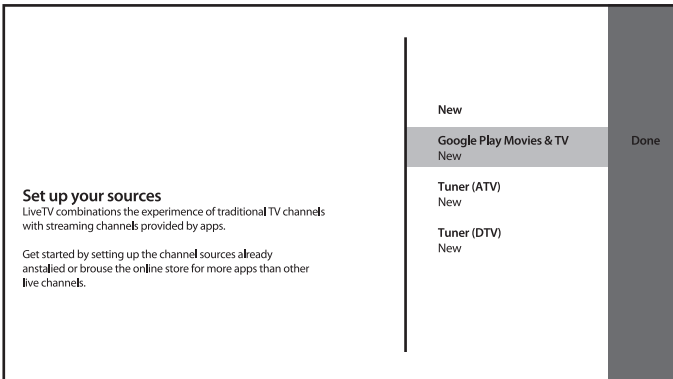 Set up your sources
LiveTV combinations the experimence of traditional TV channels
with streaming channels provided by apps.
Get started by setting up the channel sources already
anstalied or brouse the online store for more apps than other
live channels.
New
Google Play Movies & TV
New
Tuner (ATV)
New
Tuner (DTV)
New
Done